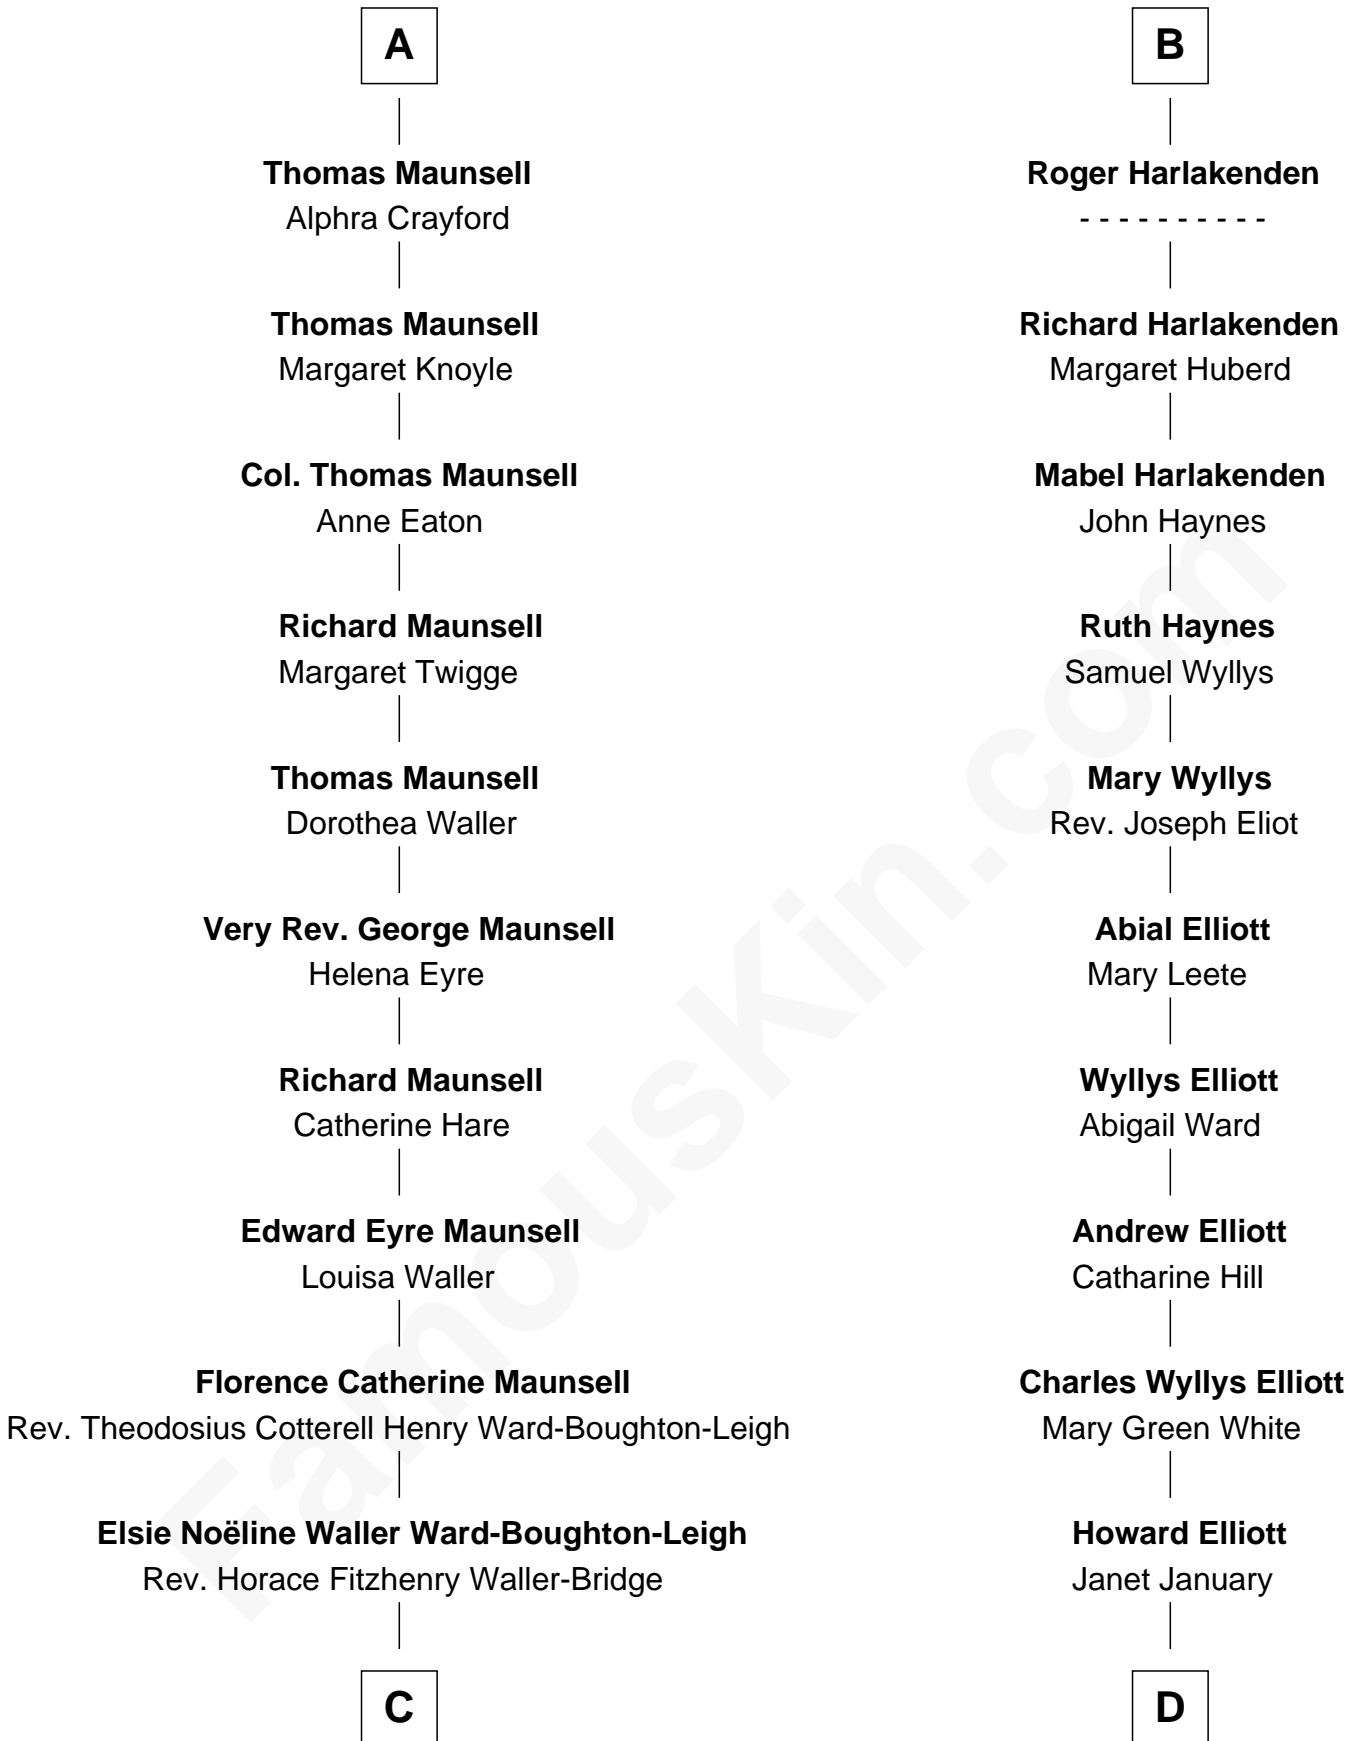 A
Thomas Maunsell
Alphra Crayford
Thomas Maunsell
Margaret Knoyle
Col. Thomas Maunsell
Anne Eaton
Richard Maunsell
Margaret Twigge
Thomas Maunsell
Dorothea Waller
Very Rev. George Maunsell
Helena Eyre
Richard Maunsell
Catherine Hare
Edward Eyre Maunsell
Louisa Waller
Florence Catherine Maunsell
Rev. Theodosius Cotterell Henry Ward-Boughton-Leigh
Elsie Noëline Waller Ward-Boughton-Leigh
Rev. Horace Fitzhenry Waller-Bridge
C
B
Roger Harlakenden
- - - - - - - - - -
Richard Harlakenden
Margaret Huberd
Mabel Harlakenden
John Haynes
Ruth Haynes
Samuel Wyllys
Mary Wyllys
Rev. Joseph Eliot
Abial Elliott
Mary Leete
Wyllys Elliott
Abigail Ward
Andrew Elliott
Catharine Hill
Charles Wyllys Elliott
Mary Green White
Howard Elliott
Janet January
D
FamousKin.com